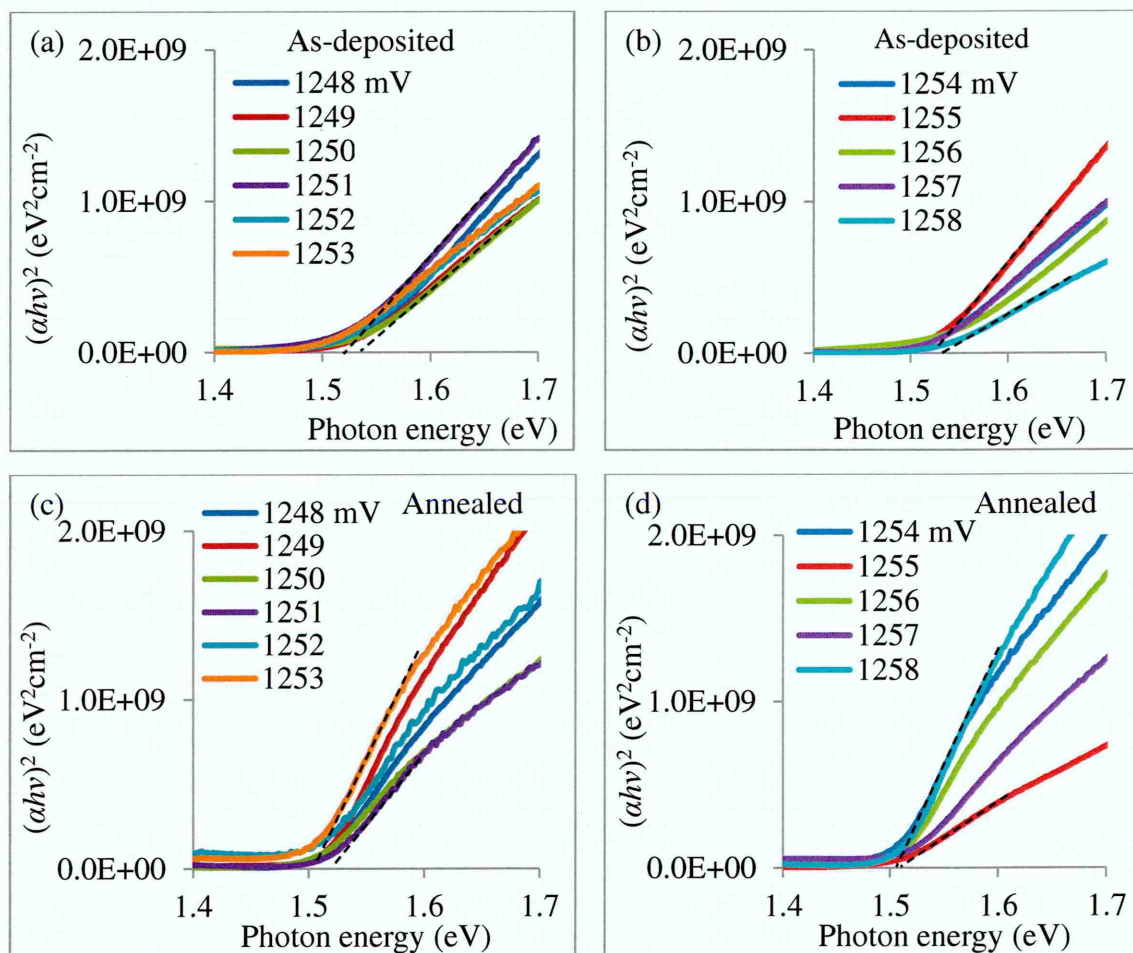 (a) As-deposited
2.0E+09
1248 mV
1249
1250
1251
1252
1253
1.0E+09
0.0E+00
(αhν)² (eV²cm⁻²)
1.4 1.5 1.6 1.7
Photon energy (eV)
(b) As-deposited
2.0E+09
1254 mV
1255
1256
1257
1258
1.0E+09
0.0E+00
(αhν)² (eV²cm⁻²)
1.4 1.5 1.6 1.7
Photon energy (eV)
(c) Annealed
1248 mV
1249
1250
1251
1252
1253
2.0E+09
1.0E+09
0.0E+00
(αhν)² (eV²cm⁻²)
1.4 1.5 1.6 1.7
Photon energy (eV)
(d) Annealed
2.0E+09
1254 mV
1255
1256
1257
1258
1.0E+09
0.0E+00
(αhν)² (eV²cm⁻²)
1.4 1.5 1.6 1.7
Photon energy (eV)